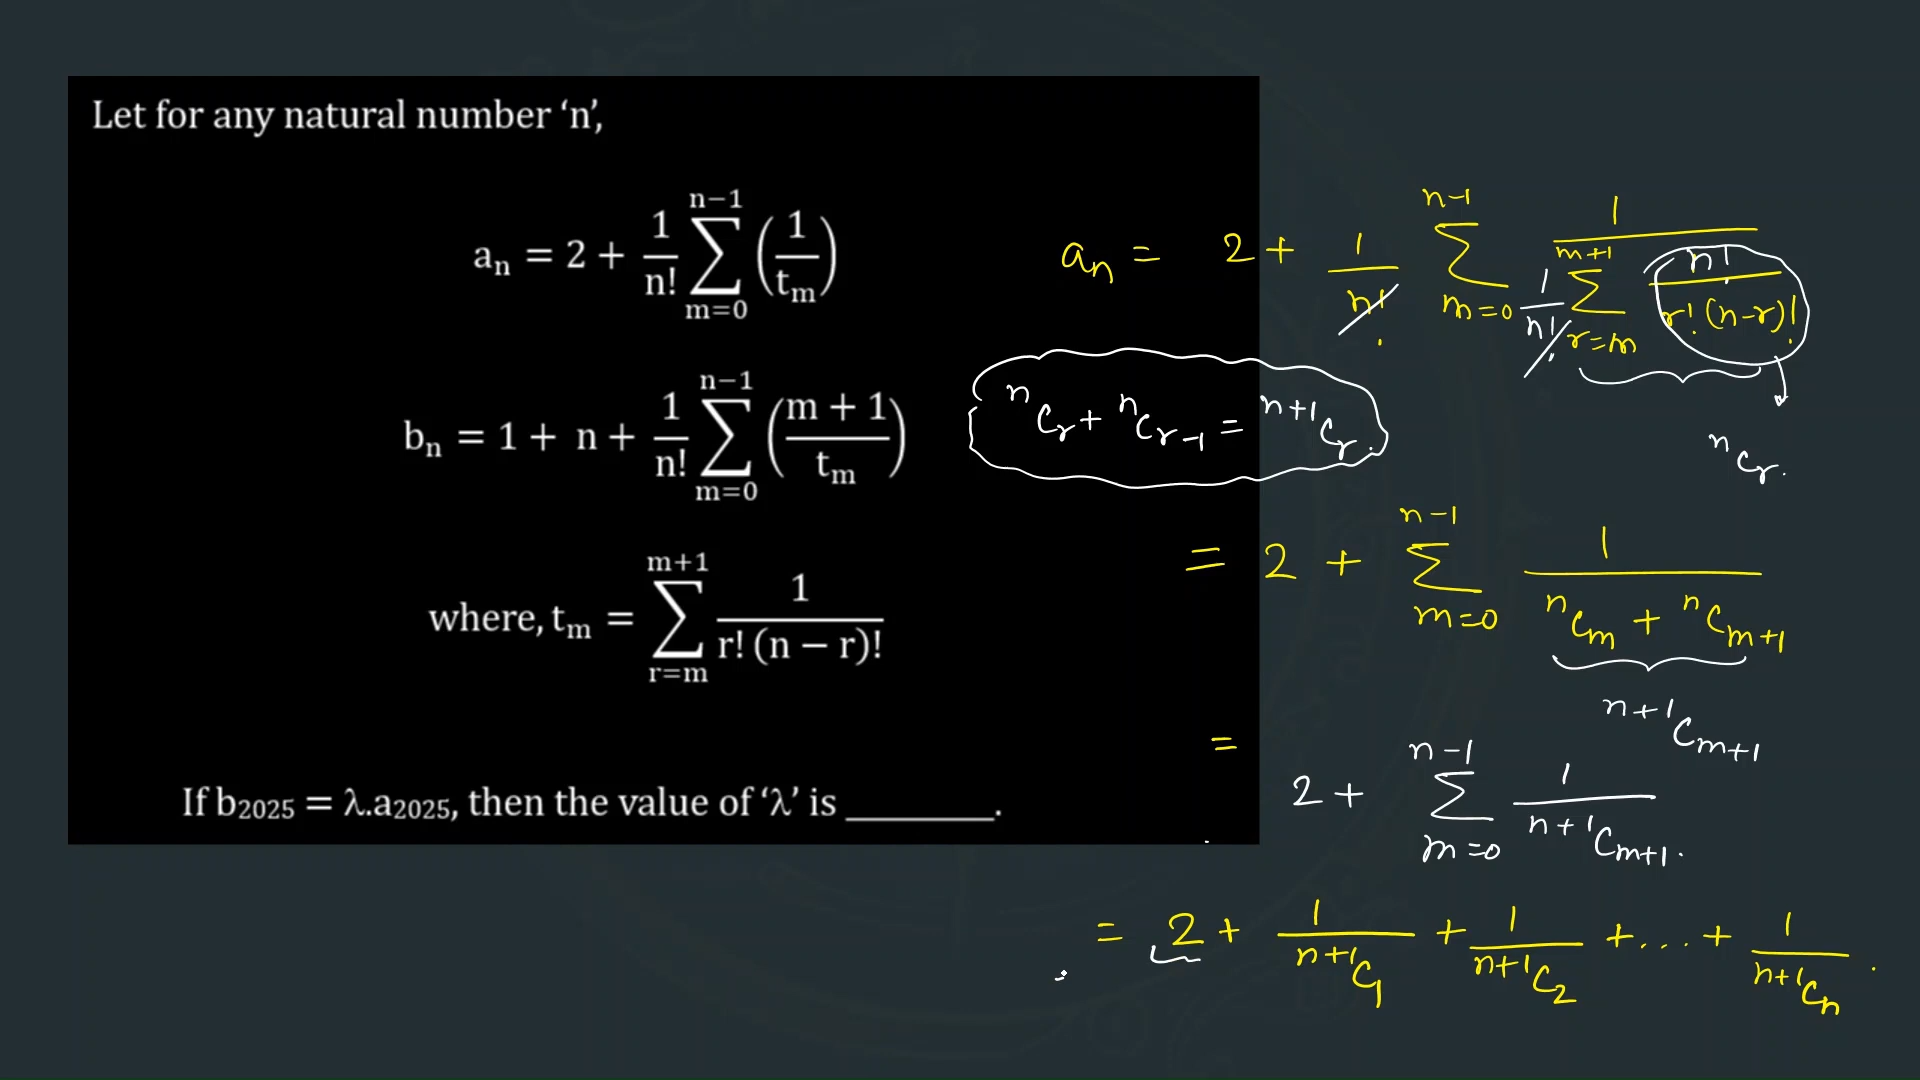 Let for any natural number ‘n’,
aₙ = 2 + 1/n! ∑_{m=0}^{n−1} (1/tₘ)
bₙ = 1 + n + 1/n! ∑_{m=0}^{n−1} ((m + 1)/tₘ)
where, tₘ = ∑_{r=m}^{m+1} 1/(r! (n − r)!)
If b₂₀₂₅ = λ.a₂₀₂₅, then the value of ‘λ’ is ________.
aₙ = 2 + 1/n! ∑_{m=0}^{n-1} 1/(1/n! ∑_{r=m}^{m+1} n!/(r! (n-r)!))
ⁿCᵣ + ⁿCᵣ₋₁ = ⁿ⁺¹Cᵣ.
ⁿCᵣ.
= 2 + ∑_{m=0}^{n-1} 1/(ⁿCₘ + ⁿCₘ₊₁)
ⁿ⁺¹Cₘ₊₁
= 2 + ∑_{m=0}^{n-1} 1/ⁿ⁺¹Cₘ₊₁.
= 2 + 1/ⁿ⁺¹C₁ + 1/ⁿ⁺¹C₂ + ... + 1/ⁿ⁺¹Cₙ.